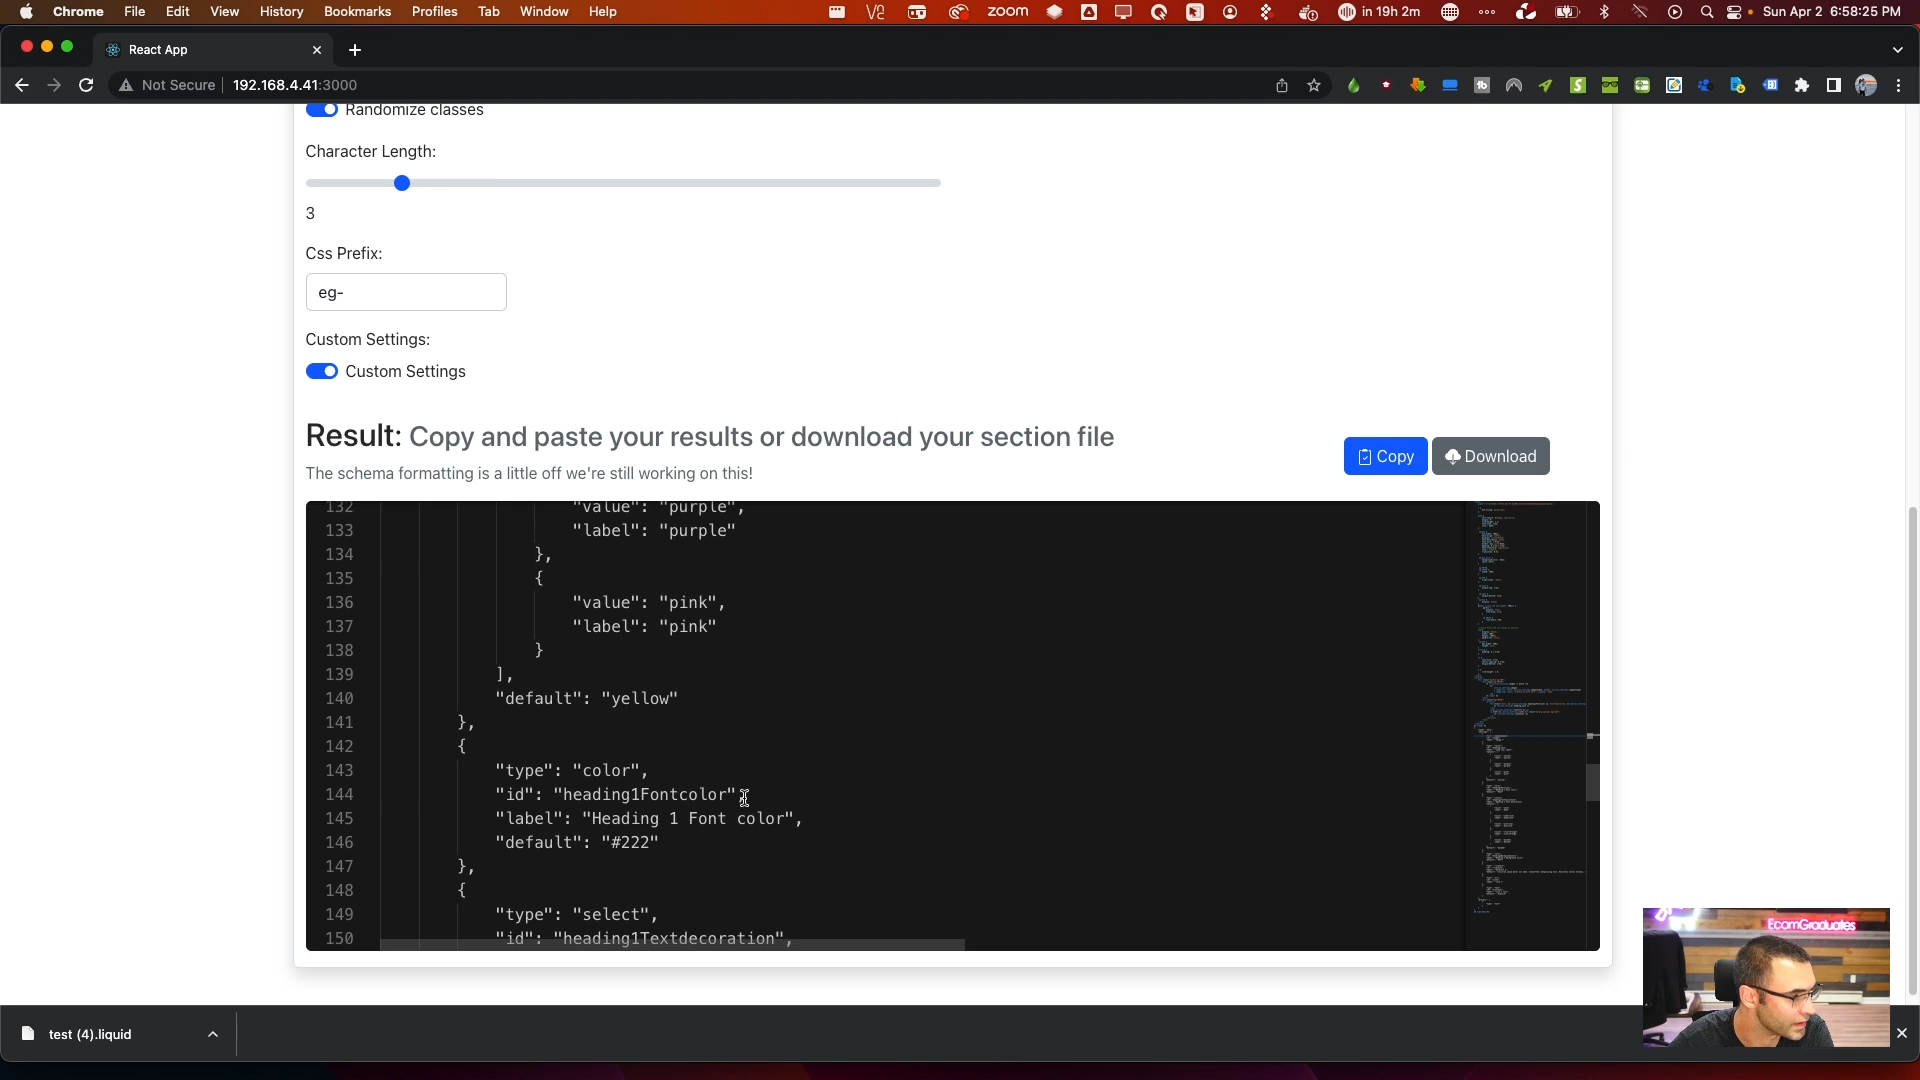 Chrome File Edit View History Bookmarks Profiles Tab Window Help zoom in 19h 2m Sun Apr 2 6:58:25 PM
React App
Not Secure 192.168.4.41:3000
Randomize classes
Character Length:
3
Css Prefix:
eg-
Custom Settings:
Custom Settings
Result: Copy and paste your results or download your section file
The schema formatting is a little off we're still working on this!
Copy Download
132 "value": "purple",
133 "label": "purple"
134 },
135 {
136 "value": "pink",
137 "label": "pink"
138 }
139 ],
140 "default": "yellow"
141 },
142 {
143 "type": "color",
144 "id": "heading1Fontcolor",
145 "label": "Heading 1 Font color",
146 "default": "#222"
147 },
148 {
149 "type": "select",
150 "id": "heading1Textdecoration",
EcomGraduates
test (4).liquid